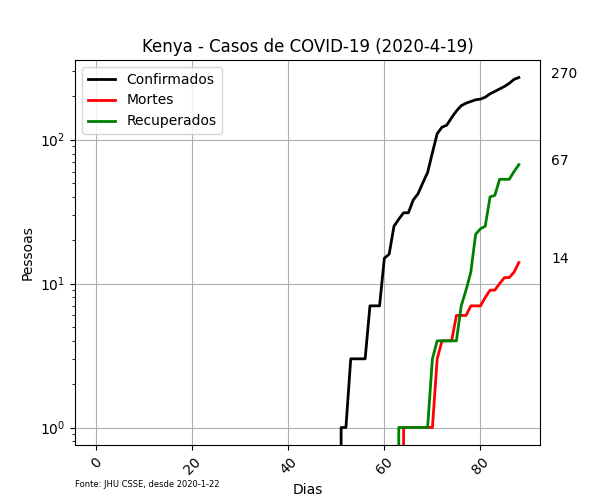 Kenya - Casos de COVID-19 (2020-4-19)
Confirmados
Mortes
Recuperados
270
67
14
10²
10¹
10⁰
Pessoas
0
20
40
60
80
Dias
Fonte: JHU CSSE, desde 2020-1-22